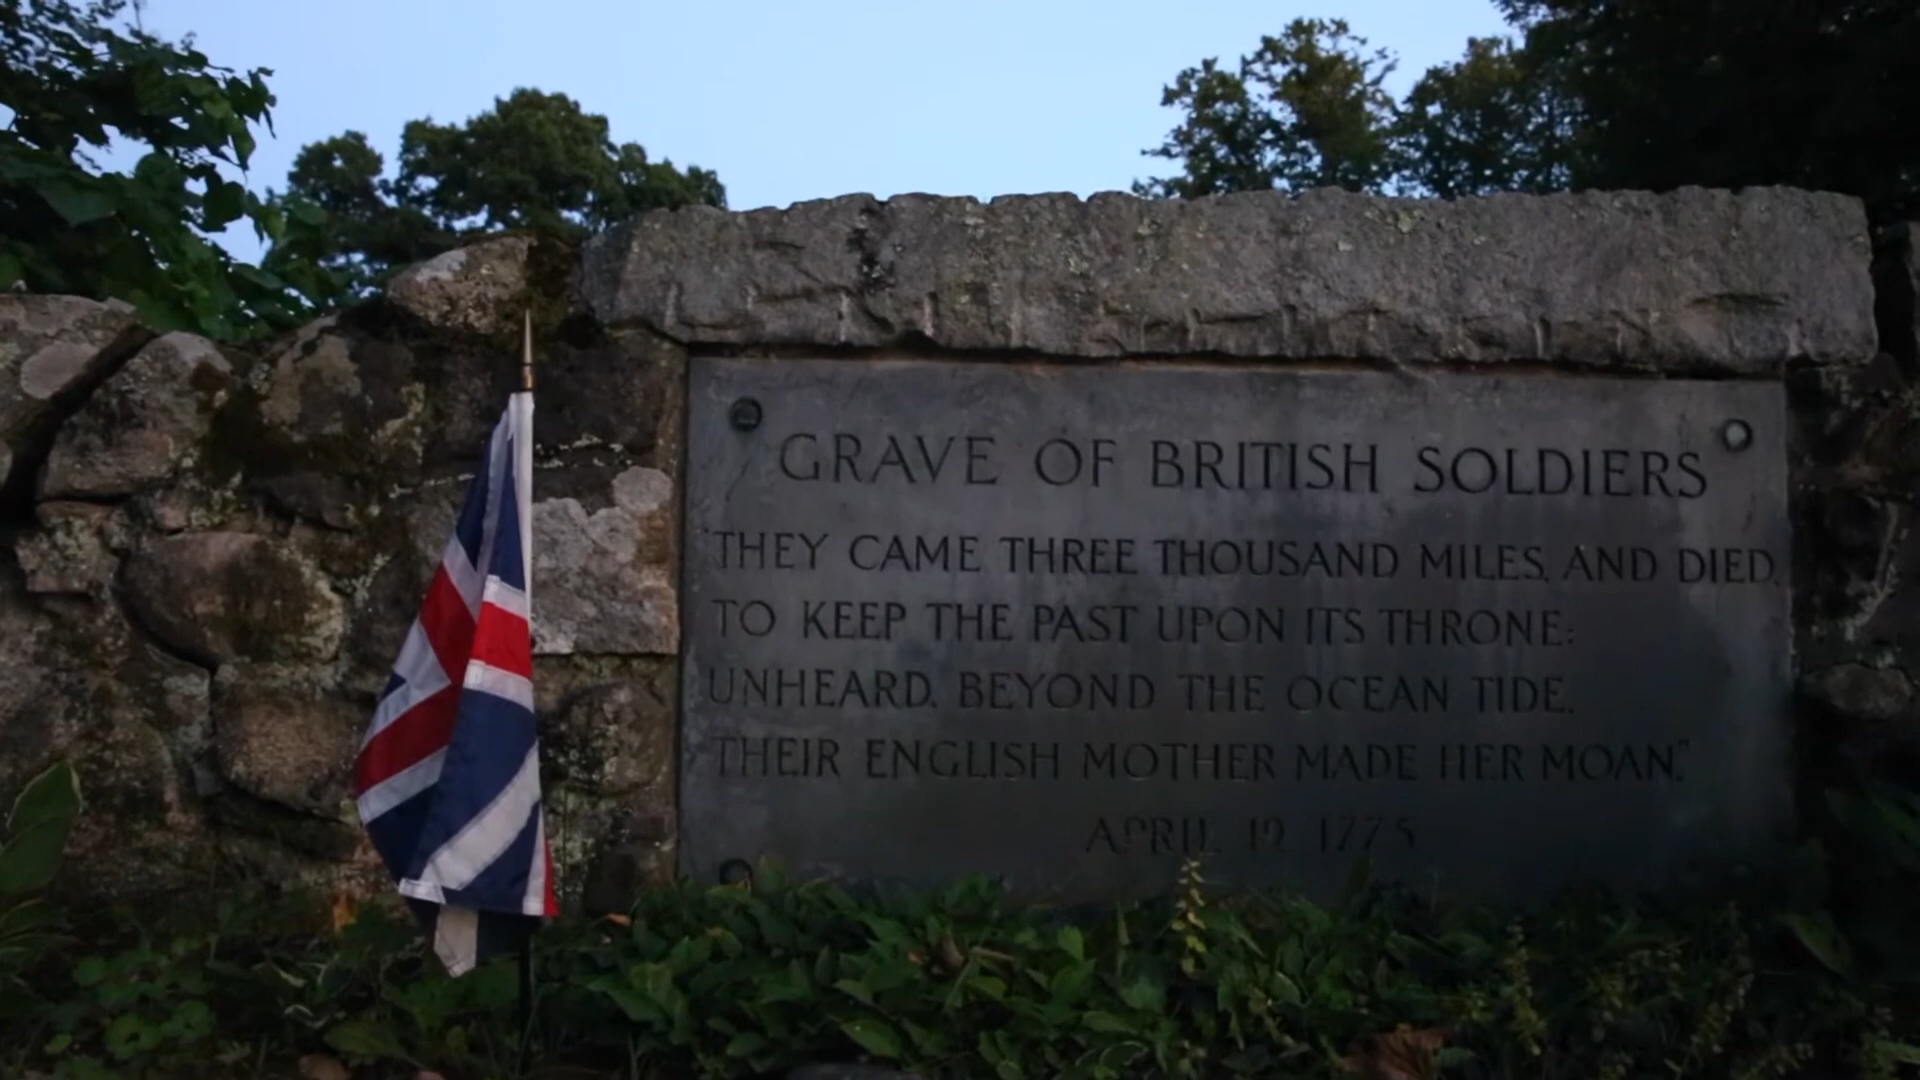 GRAVE OF BRITISH SOLDIERS
"THEY CAME THREE THOUSAND MILES, AND DIED,
TO KEEP THE PAST UPON ITS THRONE:
UNHEARD, BEYOND THE OCEAN TIDE,
THEIR ENGLISH MOTHER MADE HER MOAN."
APRIL 19 1775